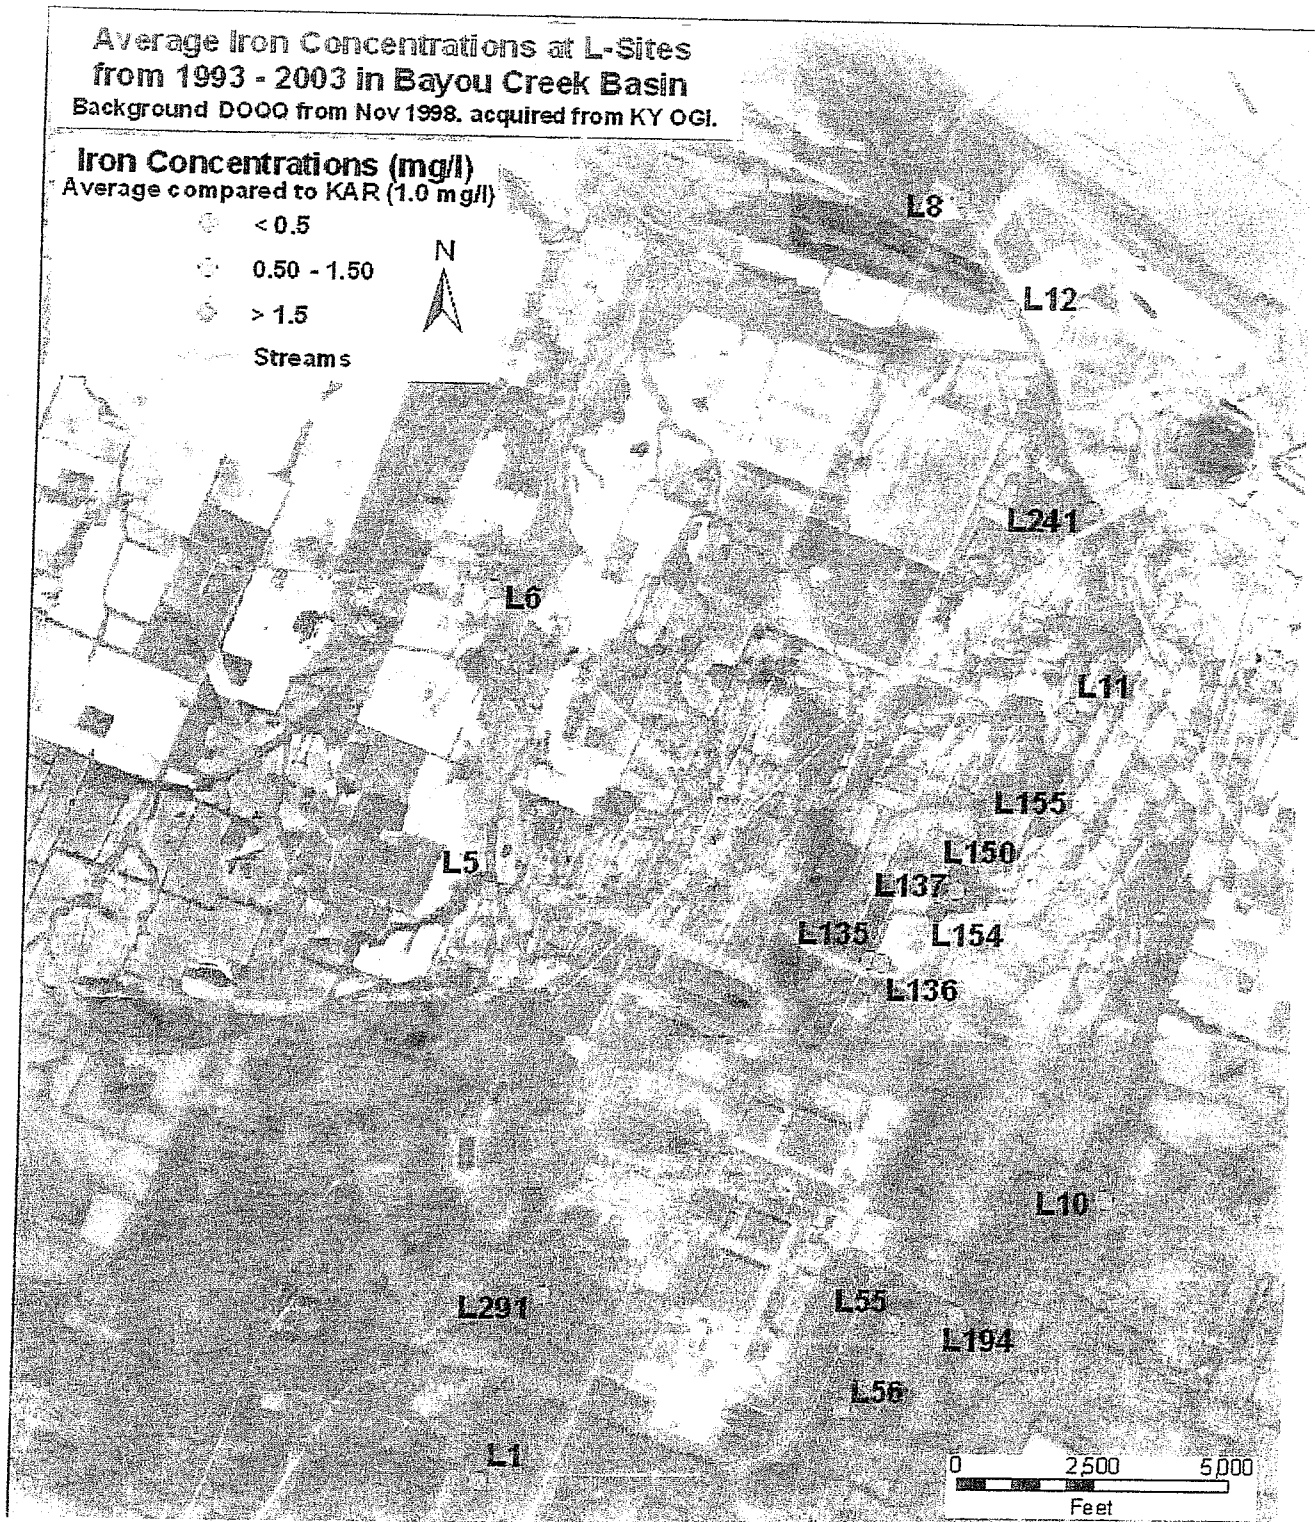 Average Iron Concentrations at L-Sites
from 1993 - 2003 in Bayou Creek Basin
Background DOQQ from Nov 1998. acquired from KY OGI.
Iron Concentrations (mg/l)
Average compared to KAR (1.0 mg/l)
< 0.5
0.50 - 1.50
> 1.5
Streams
N
L8
L12
L241
L6
L11
L155
L150
L5
L137
L135
L154
L136
L10
L291
L55
L194
L56
L1
0 2,500 5,000
Feet